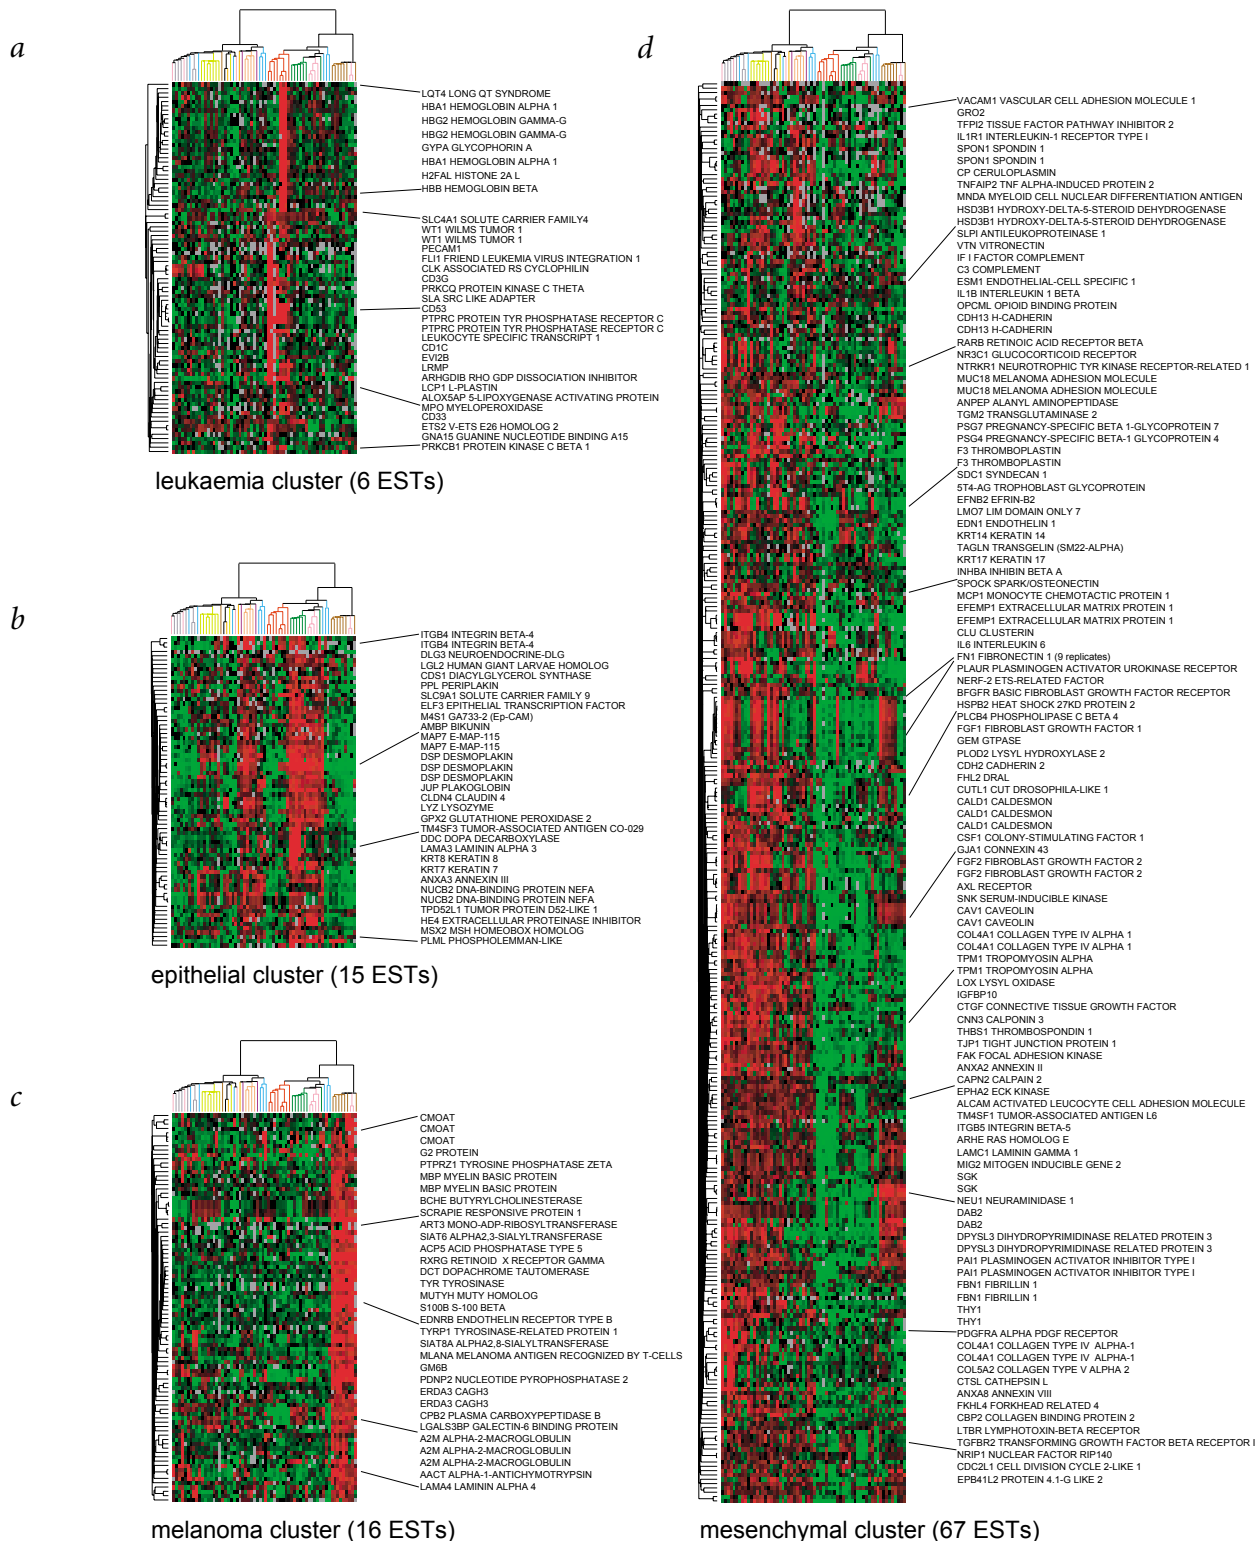 a
LQT4 LONG QT SYNDROME
HBA1 HEMOGLOBIN ALPHA 1
HBG2 HEMOGLOBIN GAMMA-G
HBG2 HEMOGLOBIN GAMMA-G
GYPA GLYCOPHORIN A
HBA1 HEMOGLOBIN ALPHA 1
H2FAL HISTONE 2A L
HBB HEMOGLOBIN BETA
SLC4A1 SOLUTE CARRIER FAMILY4
WT1 WILMS TUMOR 1
WT1 WILMS TUMOR 1
PECAM1
FLI1 FRIEND LEUKEMIA VIRUS INTEGRATION 1
CLK ASSOCIATED RS CYCLOPHILIN
CD3G
PRKCQ PROTEIN KINASE C THETA
SLA SRC LIKE ADAPTER
CD53
PTPRC PROTEIN TYR PHOSPHATASE RECEPTOR C
PTPRC PROTEIN TYR PHOSPHATASE RECEPTOR C
LEUKOCYTE SPECIFIC TRANSCRIPT 1
CD1C
EVI2B
LRMP
ARHGDIB RHO GDP DISSOCIATION INHIBITOR
LCP1 L-PLASTIN
ALOX5AP 5-LIPOXYGENASE ACTIVATING PROTEIN
MPO MYELOPEROXIDASE
CD33
ETS2 V-ETS E26 HOMOLOG 2
GNA15 GUANINE NUCLEOTIDE BINDING A15
PRKCB1 PROTEIN KINASE C BETA 1
leukaemia cluster (6 ESTs)
b
ITGB4 INTEGRIN BETA-4
ITGB4 INTEGRIN BETA-4
DLG3 NEUROENDOCRINE-DLG
LGL2 HUMAN GIANT LARVAE HOMOLOG
CDS1 DIACYLGLYCEROL SYNTHASE
PPL PERIPLAKIN
SLC9A1 SOLUTE CARRIER FAMILY 9
ELF3 EPITHELIAL TRANSCRIPTION FACTOR
M4S1 GA733-2 (Ep-CAM)
AMBP BIKUNIN
MAP7 E-MAP-115
MAP7 E-MAP-115
DSP DESMOPLAKIN
DSP DESMOPLAKIN
DSP DESMOPLAKIN
JUP PLAKOGLOBIN
CLDN4 CLAUDIN 4
LYZ LYSOZYME
GPX2 GLUTATHIONE PEROXIDASE 2
TM4SF3 TUMOR-ASSOCIATED ANTIGEN CO-029
DDC DOPA DECARBOXYLASE
LAMA3 LAMININ ALPHA 3
KRT8 KERATIN 8
KRT7 KERATIN 7
ANXA3 ANNEXIN III
NUCB2 DNA-BINDING PROTEIN NEFA
NUCB2 DNA-BINDING PROTEIN NEFA
TPD52L1 TUMOR PROTEIN D52-LIKE 1
HE4 EXTRACELLULAR PROTEINASE INHIBITOR
MSX2 MSH HOMEOBOX HOMOLOG
PLML PHOSPHOLEMMAN-LIKE
epithelial cluster (15 ESTs)
c
CMOAT
CMOAT
CMOAT
G2 PROTEIN
PTPRZ1 TYROSINE PHOSPHATASE ZETA
MBP MYELIN BASIC PROTEIN
MBP MYELIN BASIC PROTEIN
BCHE BUTYRYLCHOLINESTERASE
SCRAPIE RESPONSIVE PROTEIN 1
ART3 MONO-ADP-RIBOSYLTRANSFERASE
SIAT6 ALPHA2,3-SIALYLTRANSFERASE
ACP5 ACID PHOSPHATASE TYPE 5
RXRG RETINOID X RECEPTOR GAMMA
DCT DOPACHROME TAUTOMERASE
TYR TYROSINASE
MUTYH MUTY HOMOLOG
S100B S-100 BETA
EDNRB ENDOTHELIN RECEPTOR TYPE B
TYRP1 TYROSINASE-RELATED PROTEIN 1
SIAT8A ALPHA2,8-SIALYLTRANSFERASE
MLANA MELANOMA ANTIGEN RECOGNIZED BY T-CELLS
GM6B
PDNP2 NUCLEOTIDE PYROPHOSPHATASE 2
ERDA3 CAGH3
ERDA3 CAGH3
CPB2 PLASMA CARBOXYPEPTIDASE B
LGALS3BP GALECTIN-6 BINDING PROTEIN
A2M ALPHA-2-MACROGLOBULIN
A2M ALPHA-2-MACROGLOBULIN
A2M ALPHA-2-MACROGLOBULIN
AACT ALPHA-1-ANTICHYMOTRYPSIN
LAMA4 LAMININ ALPHA 4
melanoma cluster (16 ESTs)
d
VACAM1 VASCULAR CELL ADHESION MOLECULE 1
GRO2
TFPI2 TISSUE FACTOR PATHWAY INHIBITOR 2
IL1R1 INTERLEUKIN-1 RECEPTOR TYPE I
SPON1 SPONDIN 1
SPON1 SPONDIN 1
CP CERULOPLASMIN
TNFAIP2 TNF ALPHA-INDUCED PROTEIN 2
MNDA MYELOID CELL NUCLEAR DIFFERENTIATION ANTIGEN
HSD3B1 HYDROXY-DELTA-5-STEROID DEHYDROGENASE
HSD3B1 HYDROXY-DELTA-5-STEROID DEHYDROGENASE
SLPI ANTILEUKOPROTEINASE 1
VTN VITRONECTIN
IF I FACTOR COMPLEMENT
C3 COMPLEMENT
ESM1 ENDOTHELIAL-CELL SPECIFIC 1
IL1B INTERLEUKIN 1 BETA
OPCML OPIOID BINDING PROTEIN
CDH13 H-CADHERIN
CDH13 H-CADHERIN
RARB RETINOIC ACID RECEPTOR BETA
NR3C1 GLUCOCORTICOID RECEPTOR
NTRKR1 NEUROTROPHIC TYR KINASE RECEPTOR-RELATED 1
MUC18 MELANOMA ADHESION MOLECULE
MUC18 MELANOMA ADHESION MOLECULE
ANPEP ALANYL AMINOPEPTIDASE
TGM2 TRANSGLUTAMINASE 2
PSG7 PREGNANCY-SPECIFIC BETA 1-GLYCOPROTEIN 7
PSG4 PREGNANCY-SPECIFIC BETA-1 GLYCOPROTEIN 4
F3 THROMBOPLASTIN
F3 THROMBOPLASTIN
SDC1 SYNDECAN 1
5T4-AG TROPHOBLAST GLYCOPROTEIN
EFNB2 EFRIN-B2
LMO7 LIM DOMAIN ONLY 7
EDN1 ENDOTHELIN 1
KRT14 KERATIN 14
TAGLN TRANSGELIN (SM22-ALPHA)
KRT17 KERATIN 17
INHBA INHIBIN BETA A
SPOCK SPARK/OSTEONECTIN
MCP1 MONOCYTE CHEMOTACTIC PROTEIN 1
EFEMP1 EXTRACELLULAR MATRIX PROTEIN 1
EFEMP1 EXTRACELLULAR MATRIX PROTEIN 1
CLU CLUSTERIN
IL6 INTERLEUKIN 6
FN1 FIBRONECTIN 1 (9 replicates)
PLAUR PLASMINOGEN ACTIVATOR UROKINASE RECEPTOR
NERF-2 ETS-RELATED FACTOR
BFGFR BASIC FIBROBLAST GROWTH FACTOR RECEPTOR
HSPB2 HEAT SHOCK 27KD PROTEIN 2
PLCB4 PHOSPHOLIPASE C BETA 4
FGF1 FIBROBLAST GROWTH FACTOR 1
GEM GTPASE
PLOD2 LYSYL HYDROXYLASE 2
CDH2 CADHERIN 2
FHL2 DRAL
CUTL1 CUT DROSOPHILA-LIKE 1
CALD1 CALDESMON
CALD1 CALDESMON
CALD1 CALDESMON
CSF1 COLONY-STIMULATING FACTOR 1
GJA1 CONNEXIN 43
FGF2 FIBROBLAST GROWTH FACTOR 2
FGF2 FIBROBLAST GROWTH FACTOR 2
AXL RECEPTOR
SNK SERUM-INDUCIBLE KINASE
CAV1 CAVEOLIN
CAV1 CAVEOLIN
COL4A1 COLLAGEN TYPE IV ALPHA 1
COL4A1 COLLAGEN TYPE IV ALPHA 1
TPM1 TROPOMYOSIN ALPHA
TPM1 TROPOMYOSIN ALPHA
LOX LYSYL OXIDASE
IGFBP10
CTGF CONNECTIVE TISSUE GROWTH FACTOR
CNN3 CALPONIN 3
THBS1 THROMBOSPONDIN 1
TJP1 TIGHT JUNCTION PROTEIN 1
FAK FOCAL ADHESION KINASE
ANXA2 ANNEXIN II
CAPN2 CALPAIN 2
EPHA2 ECK KINASE
ALCAM ACTIVATED LEUCOCYTE CELL ADHESION MOLECULE
TM4SF1 TUMOR-ASSOCIATED ANTIGEN L6
ITGB5 INTEGRIN BETA-5
ARHE RAS HOMOLOG E
LAMC1 LAMININ GAMMA 1
MIG2 MITOGEN INDUCIBLE GENE 2
SGK
SGK
NEU1 NEURAMINIDASE 1
DAB2
DAB2
DPYSL3 DIHYDROPYRIMIDINASE RELATED PROTEIN 3
DPYSL3 DIHYDROPYRIMIDINASE RELATED PROTEIN 3
PAI1 PLASMINOGEN ACTIVATOR INHIBITOR TYPE I
PAI1 PLASMINOGEN ACTIVATOR INHIBITOR TYPE I
FBN1 FIBRILLIN 1
FBN1 FIBRILLIN 1
THY1
THY1
PDGFRA ALPHA PDGF RECEPTOR
COL4A1 COLLAGEN TYPE IV ALPHA-1
COL4A1 COLLAGEN TYPE IV ALPHA-1
COL5A2 COLLAGEN TYPE V ALPHA 2
CTSL CATHEPSIN L
ANXA8 ANNEXIN VIII
FKHL4 FORKHEAD RELATED 4
CBP2 COLLAGEN BINDING PROTEIN 2
LTBR LYMPHOTOXIN-BETA RECEPTOR
TGFBR2 TRANSFORMING GROWTH FACTOR BETA RECEPTOR I
NRIP1 NUCLEAR FACTOR RIP140
CDC2L1 CELL DIVISION CYCLE 2-LIKE 1
EPB41L2 PROTEIN 4.1-G LIKE 2
mesenchymal cluster (67 ESTs)